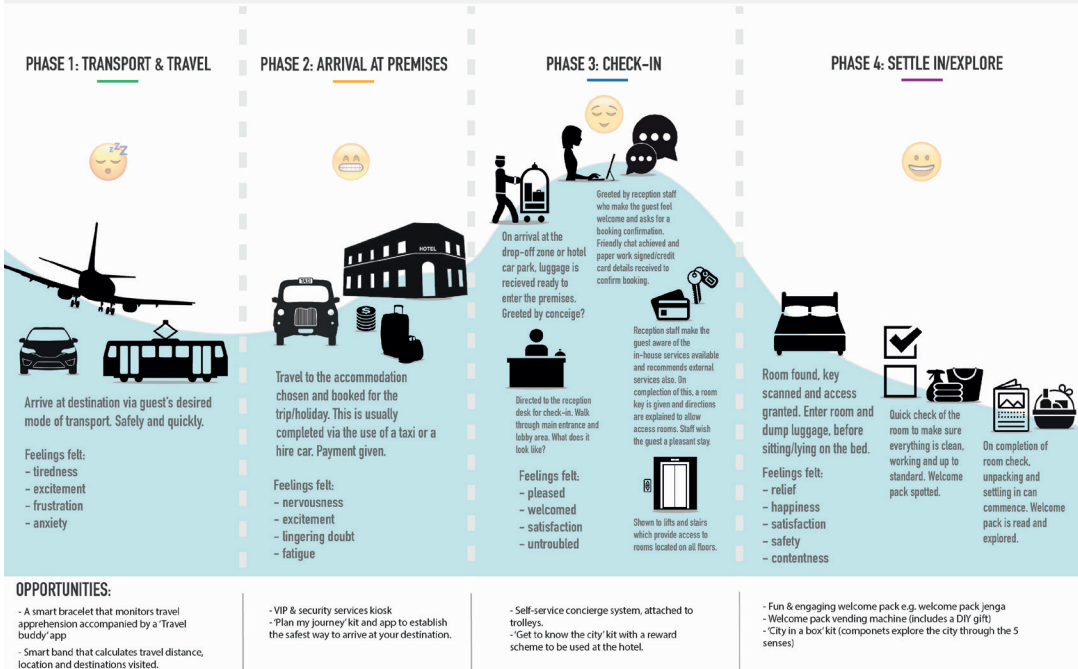 PHASE 1: TRANSPORT & TRAVEL
zzZ
Arrive at destination via guest's desired
mode of transport. Safely and quickly.
Feelings felt:
- tiredness
- excitement
- frustration
- anxiety
PHASE 2: ARRIVAL AT PREMISES
HOTEL
TAXI
$
Travel to the accommodation
chosen and booked for the
trip/holiday. This is usually
completed via the use of a taxi or a
hire car. Payment given.
Feelings felt:
- nervousness
- excitement
- lingering doubt
- fatigue
PHASE 3: CHECK-IN
On arrival at the
drop-off zone or hotel
car park, luggage is
recieved ready to
enter the premises.
Greeted by conceige?
Directed to the reception
desk for check-in. Walk
through main entrance and
lobby area. What does it
look like?
Feelings felt:
- pleased
- welcomed
- satisfaction
- untroubled
Greeted by reception staff
who make the guest feel
welcome and asks for a
booking confirmation.
Friendly chat achieved and
paper work signed/credit
card details received to
confirm booking.
Reception staff make the
guest aware of the
in-house services available
and recommends external
services also. On
complection of this, a room
key is given and directions
are explained to allow
access rooms. Staff wish
the guest a pleasant stay.
Shown to lifts and stairs
which provide access to
rooms located on all floors.
PHASE 4: SETTLE IN/EXPLORE
Room found, key
scanned and access
granted. Enter room and
dump luggage, before
sitting/lying on the bed.
Feelings felt:
- relief
- happiness
- satisfaction
- safety
- contentness
Quick check of the
room to make sure
everything is clean,
working and up to
standard. Welcome
pack spotted.
On completion of
room check,
unpacking and
settling in can
commence. Welcome
pack is read and
explored.
OPPORTUNITIES:
- A smart bracelet that monitors travel
apprehension accompanied by a 'Travel
buddy' app
- Smart band that calculates travel distance,
location and destinations visited.
- VIP & security services kiosk
- 'Plan my journey' kit and app to establish
the safest way to arrive at your destination.
- Self-service concierge system, attached to
trolleys.
- 'Get to know the city' kit with a reward
scheme to be used at the hotel.
- Fun & engaging welcome pack e.g. welcome pack jenga
- Welcome pack vending machine (includes a DIY gift)
- 'City in a box' kit (componets explore the city through the 5
senses)